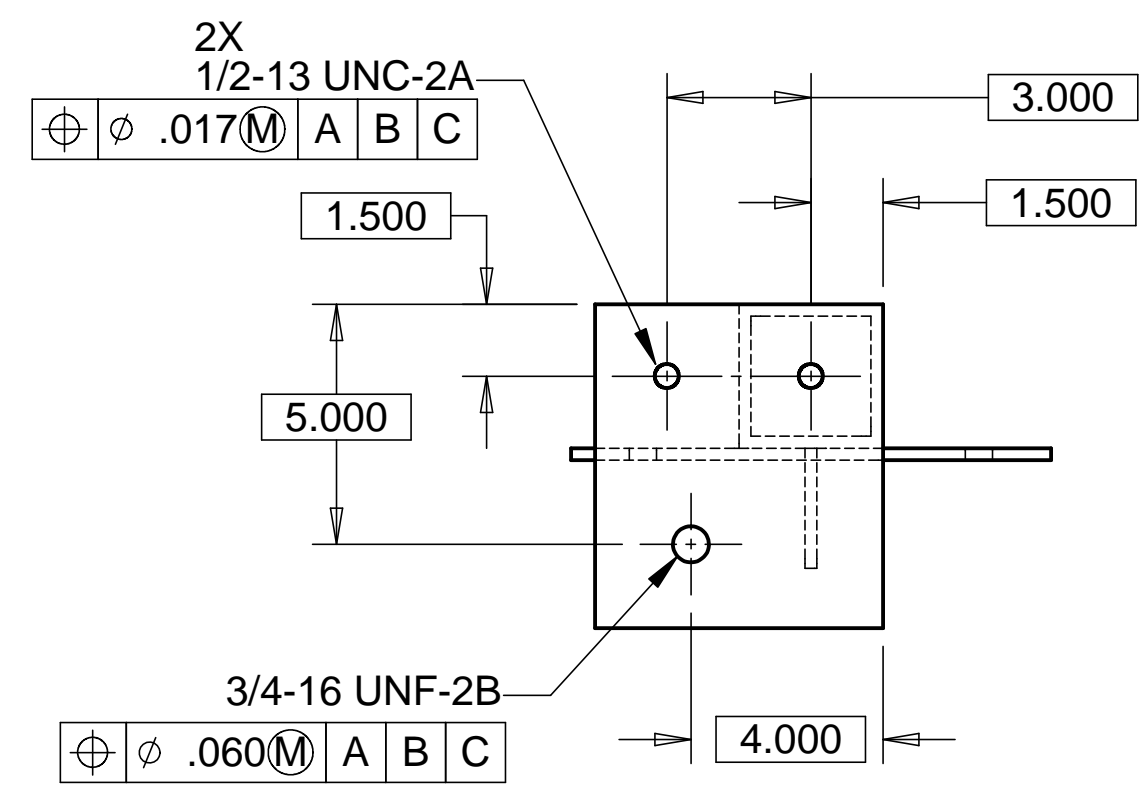 2X
1/2-13 UNC-2A
⌖ ⌀ .017Ⓜ A B C
3.000
1.500
1.500
5.000
3/4-16 UNF-2B
⌖ ⌀ .060Ⓜ A B C
4.000